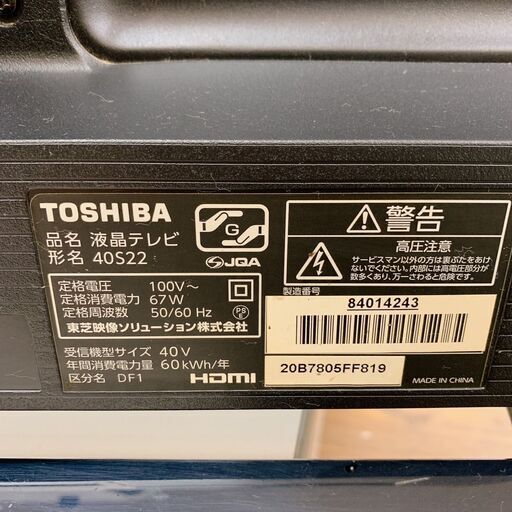 TOSHIBA
品名 液晶テレビ
形名 40S22
G
JQA
定格電圧 100V～
定格消費電力 67W
定格周波数 50/60 Hz
PS
E
東芝映像ソリューション株式会社
受信機型サイズ 40V
年間消費電力量 60kWh/年
区分名 DF1
HDMI
警告
高圧注意
サービスマン以外の方は裏ぶたをあけ
ないでください。内部には高電圧部分が
数多くあり、万一さわると危険です。
製造番号
84014243
20B7805FF819
MADE IN CHINA